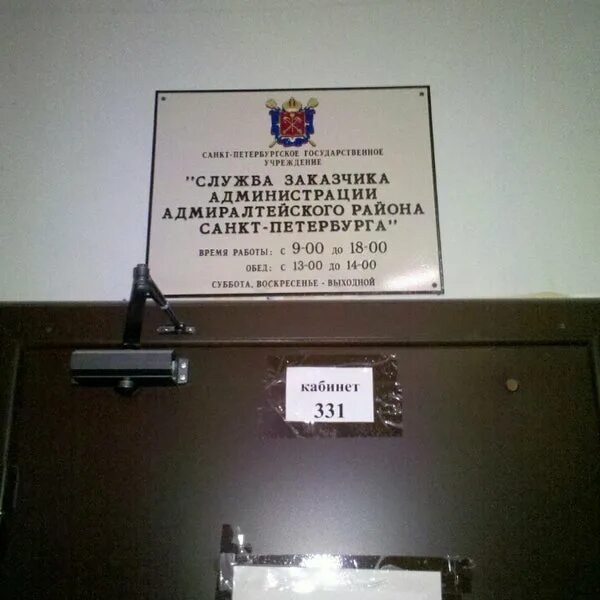 САНКТ-ПЕТЕРБУРГСКОЕ ГОСУДАРСТВЕННОЕ
УЧРЕЖДЕНИЕ
"СЛУЖБА ЗАКАЗЧИКА
АДМИНИСТРАЦИИ
АДМИРАЛТЕЙСКОГО РАЙОНА
САНКТ-ПЕТЕРБУРГА"
ВРЕМЯ РАБОТЫ: С 9-00 ДО 18-00
ОБЕД: С 13-00 ДО 14-00
СУББОТА, ВОСКРЕСЕНЬЕ - ВЫХОДНОЙ
кабинет
331